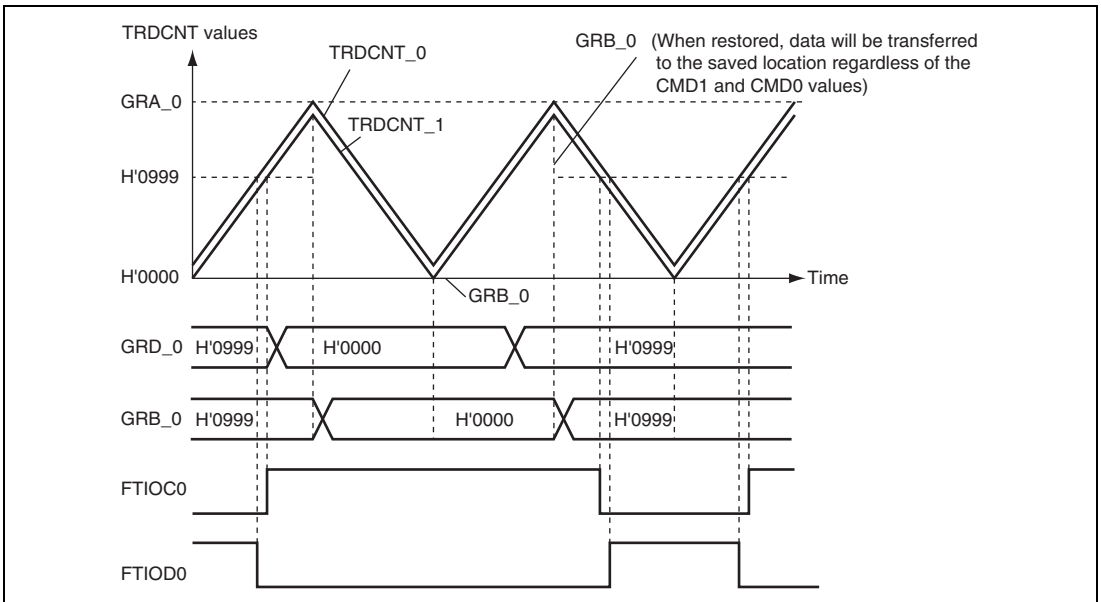 TRDCNT values
TRDCNT_0
GRB_0 (When restored, data will be transferred
to the saved location regardless of the
CMD1 and CMD0 values)
GRA_0
TRDCNT_1
H'0999
H'0000
Time
GRB_0
GRD_0 H'0999 H'0000 H'0999
GRB_0 H'0999 H'0000 H'0999
FTIOC0
FTIOD0